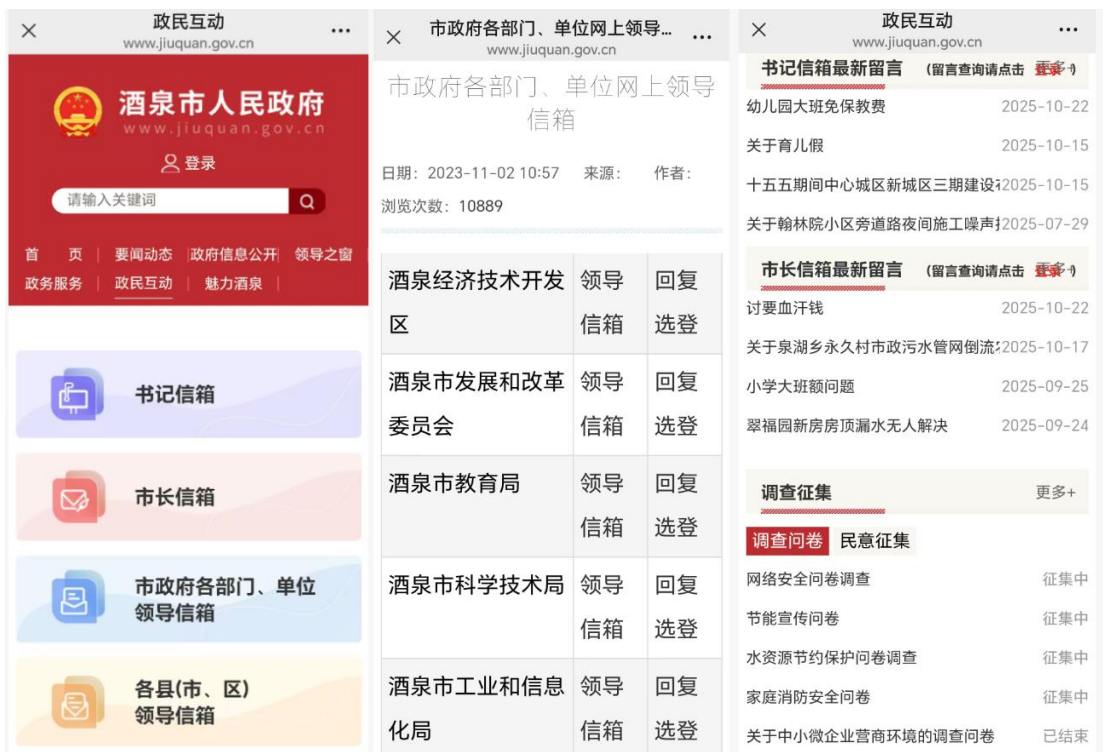 政民互动
www.jiuquan.gov.cn
酒泉市人民政府
www.jiuquan.gov.cn
登录
请输入关键词
首 页 | 要闻动态 | 政府信息公开 | 领导之窗
政务服务 | 政民互动 | 魅力酒泉 |
书记信箱
市长信箱
市政府各部门、单位
领导信箱
各县(市、区)
领导信箱
市政府各部门、单位网上领导...
www.jiuquan.gov.cn
市政府各部门、单位网上领导
信箱
日期: 2023-11-02 10:57 来源: 作者:
浏览次数: 10889
酒泉经济技术开发 领导 回复
区 信箱 选登
酒泉市发展和改革 领导 回复
委员会 信箱 选登
酒泉市教育局 领导 回复
信箱 选登
酒泉市科学技术局 领导 回复
信箱 选登
酒泉市工业和信息 领导 回复
化局 信箱 选登
政民互动
www.jiuquan.gov.cn
书记信箱最新留言 (留言查询请点击 登录)
幼儿园大班免保教费 2025-10-22
关于育儿假 2025-10-15
十五五期间中心城区新城区三期建设 2025-10-15
关于翰林院小区旁道路夜间施工噪声 2025-07-29
市长信箱最新留言 (留言查询请点击 登录)
讨要血汗钱 2025-10-22
关于泉湖乡永久村市政污水管网倒流 2025-10-17
小学大班额问题 2025-09-25
翠福园新房房顶漏水无人解决 2025-09-24
调查征集 更多+
调查问卷 民意征集
网络安全问卷调查 征集中
节能宣传问卷 征集中
水资源节约保护问卷调查 征集中
家庭消防安全问卷 征集中
关于中小微企业营商环境的调查问卷 已结束